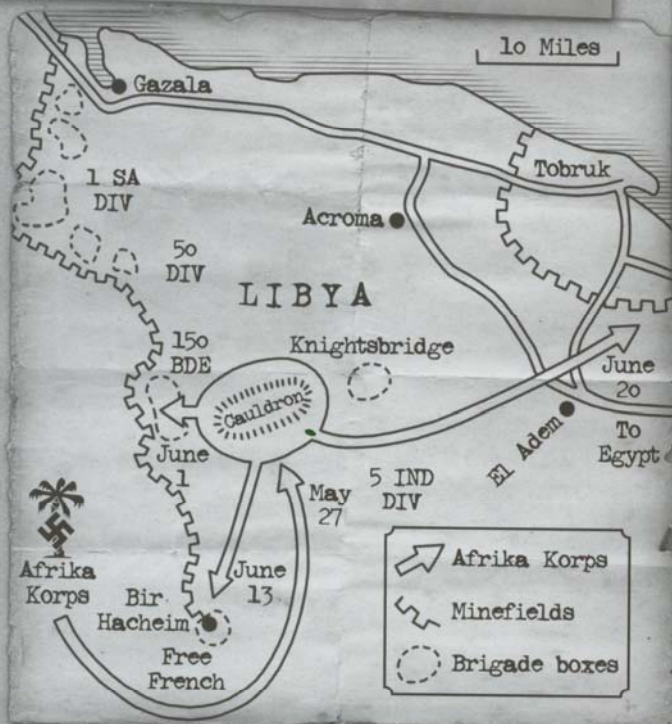 10 Miles
Gazala
Tobruk
1 SA
DIV
Acroma
50
DIV
LIBYA
150
BDE
Knightsbridge
Cauldron
June
20
June
1
El Adem
To
Egypt
May
27
5 IND
DIV
Afrika
Korps
June
13
Bir
Hacheim
Free
French
Afrika Korps
Minefields
Brigade boxes